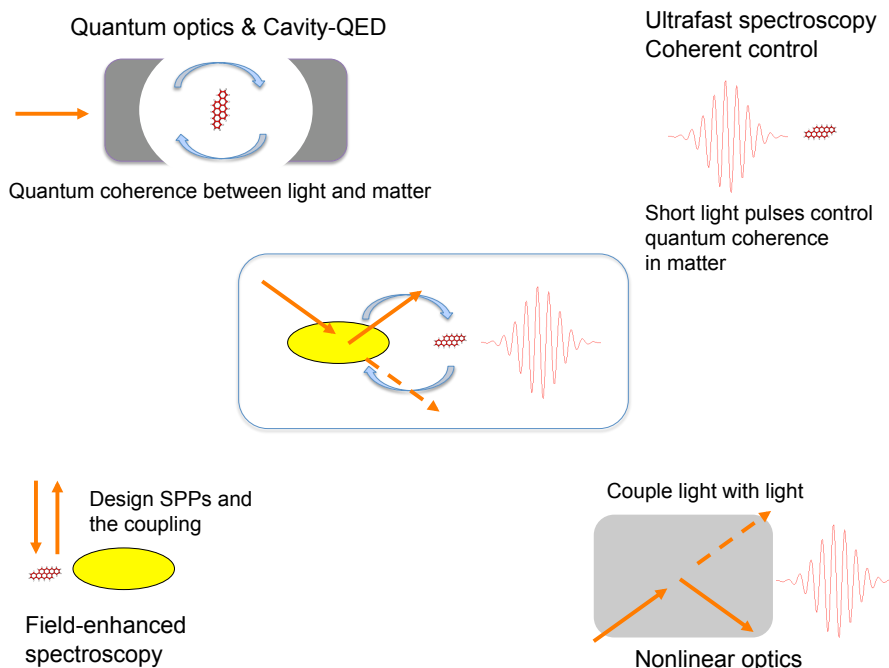 Quantum optics & Cavity-QED
Quantum coherence between light and matter
Ultrafast spectroscopy
Coherent control
Short light pulses control
quantum coherence
in matter
Design SPPs and
the coupling
Field-enhanced
spectroscopy
Couple light with light
Nonlinear optics